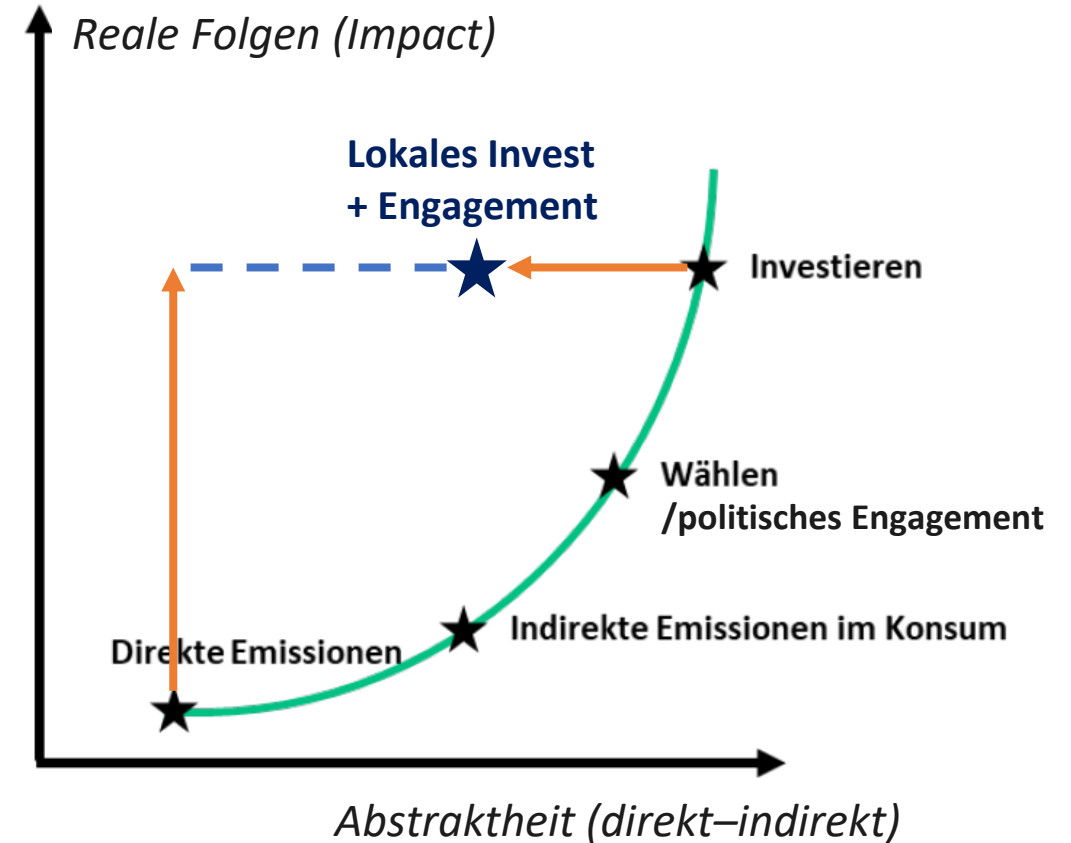 Reale Folgen (Impact)
Lokales Invest
+ Engagement
Investieren
Wählen
/politisches Engagement
Indirekte Emissionen im Konsum
Direkte Emissionen
Abstraktheit (direkt–indirekt)